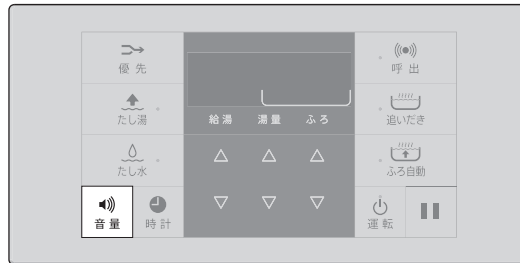 優先
呼出
たし湯
給湯 湯量 ふろ
追いだき
たし水
ふろ自動
音量
時計
運転